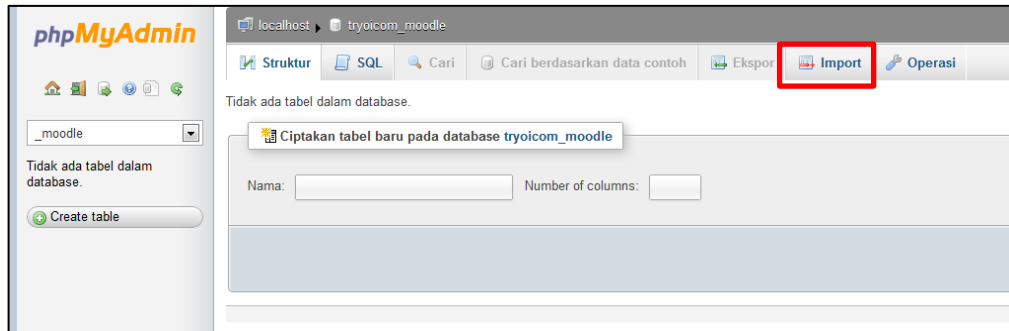 phpMyAdmin
_moodle
Tidak ada tabel dalam
database.
Create table
localhost tryoicom_moodle
Struktur SQL Cari Cari berdasarkan data contoh Ekspor Import Operasi
Tidak ada tabel dalam database.
Ciptakan tabel baru pada database tryoicom_moodle
Nama: Number of columns: